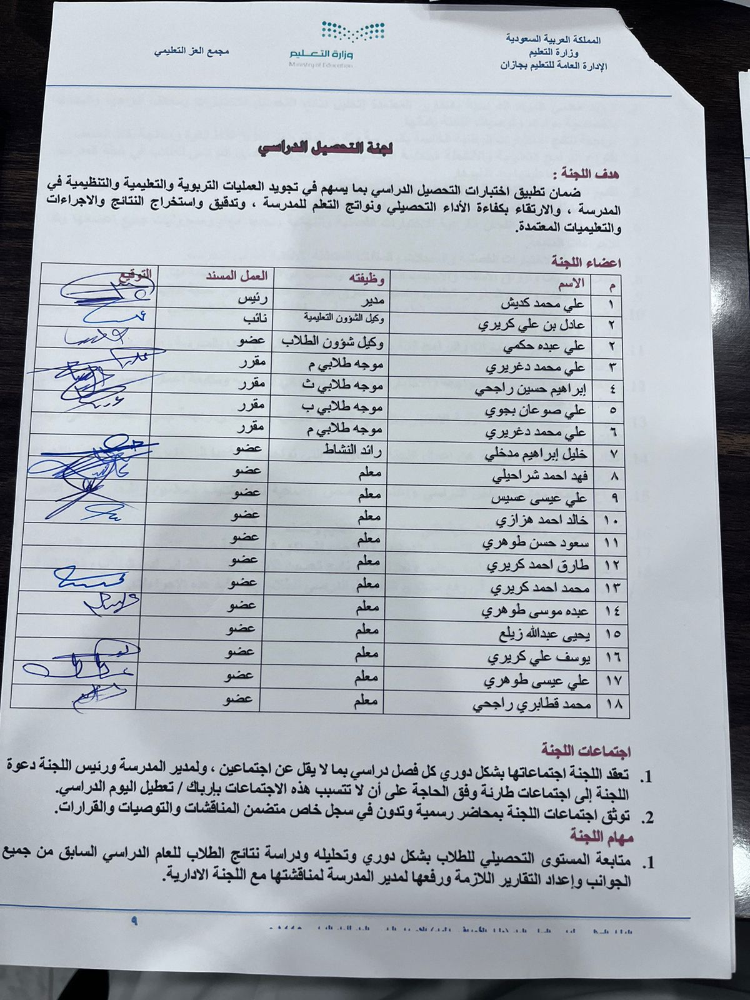 المملكة العربية السعودية
وزارة التعليم
الإدارة العامة للتعليم بجازان
وزارة التعليم
Ministry of Education
مجمع العز التعليمي
لجنة التحصيل الدراسي
هدف اللجنة :
ضمان تطبيق اختبارات التحصيل الدراسي بما يسهم في تجويد العمليات التربوية والتعليمية والتنظيمية في
المدرسة ، والارتقاء بكفاءة الأداء التحصيلي ونواتج التعلم للمدرسة ، وتدقيق واستخراج النتائج والاجراءات
والتعليميات المعتمدة.
اعضاء اللجنة
م الاسم وظيفته العمل المسند التوقيع
١ علي محمد كديش مدير رئيس
٢ عادل بن علي كريري وكيل الشؤون التعليمية نائب
٢ علي عبده حكمي وكيل شؤون الطلاب عضو
٣ علي محمد دغريري موجه طلابي م مقرر
٤ إبراهيم حسين راجحي موجه طلابي ث مقرر
٥ علي صوعان بجوي موجه طلابي ب مقرر
٦ علي محمد دغريري موجه طلابي م مقرر
٧ خليل إبراهيم مدخلي رائد النشاط عضو
٨ فهد احمد شراحيلي معلم عضو
٩ علي عيسى عسيس معلم عضو
١٠ خالد احمد هزازي معلم عضو
١١ سعود حسن طوهري معلم عضو
١٢ طارق احمد كريري معلم عضو
١٣ محمد احمد كريري معلم عضو
١٤ عبده موسى طوهري معلم عضو
١٥ يحيى عبدالله زيلع معلم عضو
١٦ يوسف علي كريري معلم عضو
١٧ علي عيسى طوهري معلم عضو
١٨ محمد قطابري راجحي معلم عضو
اجتماعات اللجنة
1. تعقد اللجنة اجتماعاتها بشكل دوري كل فصل دراسي بما لا يقل عن اجتماعين ، ولمدير المدرسة ورئيس اللجنة دعوة
اللجنة إلى اجتماعات طارئة وفق الحاجة على أن لا تتسبب هذه الاجتماعات بإرباك / تعطيل اليوم الدراسي.
2. توثق اجتماعات اللجنة بمحاضر رسمية وتدون في سجل خاص متضمن المناقشات والتوصيات والقرارات.
مهام اللجنة
1. متابعة المستوى التحصيلي للطلاب بشكل دوري وتحليله ودراسة نتائج الطلاب للعام الدراسي السابق من جميع
الجوانب وإعداد التقارير اللازمة ورفعها لمدير المدرسة لمناقشتها مع اللجنة الادارية.
٩